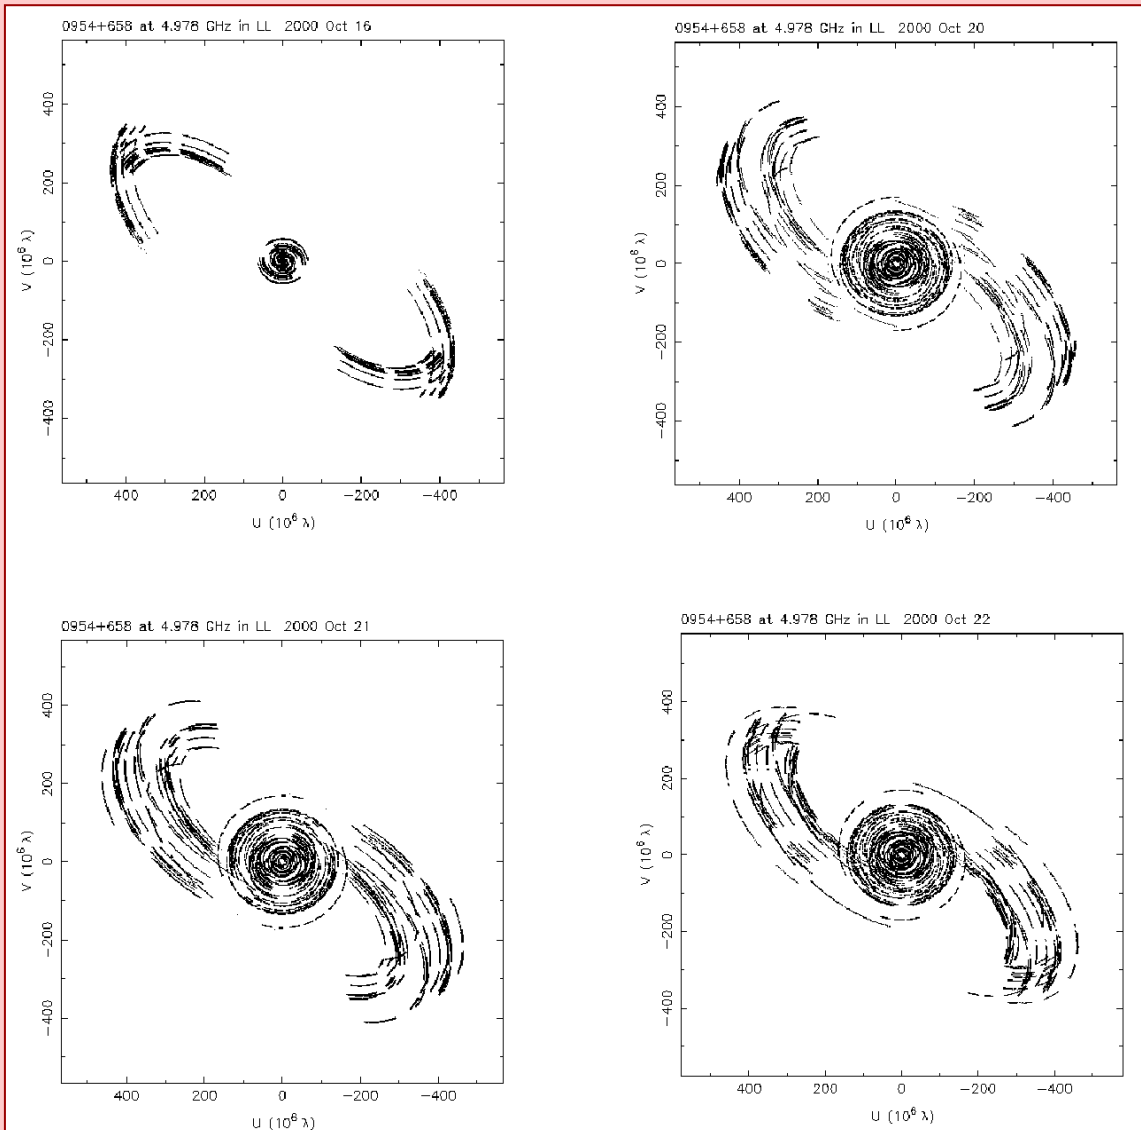 0954+658 at 4.978 GHz in LL 2000 Oct 16
400
200
0
−200
−400
V (10⁶ λ)
400 200 0 −200 −400
U (10⁶ λ)
0954+658 at 4.978 GHz in LL 2000 Oct 20
400
200
0
−200
−400
V (10⁶ λ)
400 200 0 −200 −400
U (10⁶ λ)
0954+658 at 4.978 GHz in LL 2000 Oct 21
400
200
0
−200
−400
V (10⁶ λ)
400 200 0 −200 −400
U (10⁶ λ)
0954+658 at 4.978 GHz in LL 2000 Oct 22
400
200
0
−200
−400
V (10⁶ λ)
400 200 0 −200 −400
U (10⁶ λ)